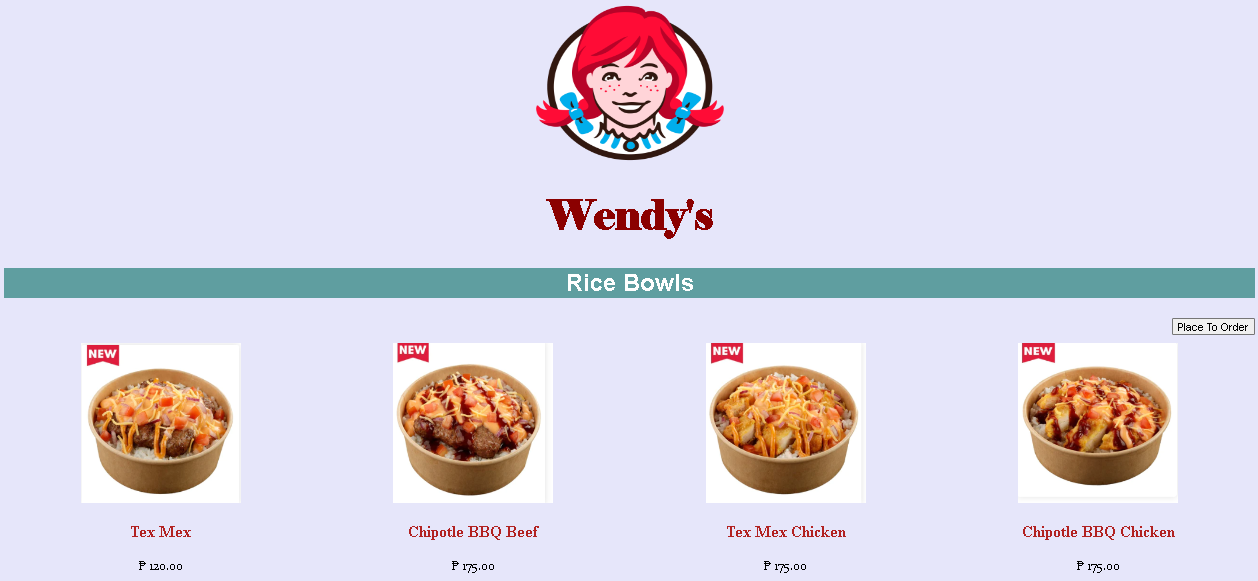 Wendy's
Rice Bowls
Place To Order
NEW NEW NEW NEW
Tex Mex Chipotle BBQ Beef Tex Mex Chicken Chipotle BBQ Chicken
₱ 120.00 ₱ 175.00 ₱ 175.00 ₱ 175.00